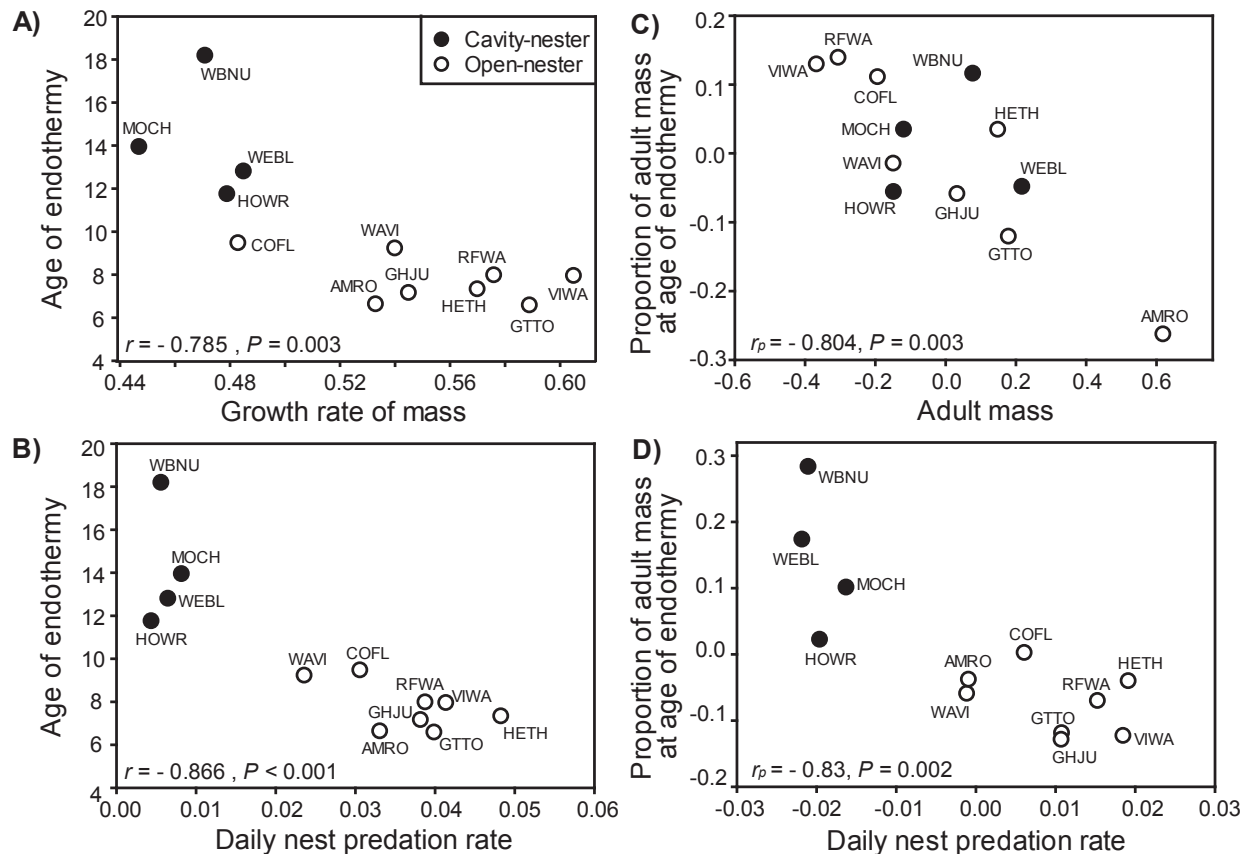 A)
20
18
16
14
12
10
8
6
4
Age of endothermy
Cavity-nester
Open-nester
WBNU
MOCH
WEBL
HOWR
COFL
WAVI
AMRO
GHJU
RFWA
HETH
GTTO
VIWA
r = - 0.785 , P = 0.003
0.44 0.48 0.52 0.56 0.60
Growth rate of mass
C)
0.2
0.1
0.0
-0.1
-0.2
-0.3
Proportion of adult mass
at age of endothermy
RFWA
VIWA
COFL
WBNU
MOCH
HETH
WAVI
HOWR
WEBL
GHJU
GTTO
AMRO
rp = - 0.804, P = 0.003
-0.6 -0.4 -0.2 0.0 0.2 0.4 0.6
Adult mass
B)
20
18
16
14
12
10
8
6
4
Age of endothermy
WBNU
MOCH
WEBL
HOWR
WAVI
COFL
RFWA
VIWA
GHJU
AMRO
GTTO
HETH
r = - 0.866 , P < 0.001
0.00 0.01 0.02 0.03 0.04 0.05 0.06
Daily nest predation rate
D)
0.3
0.2
0.1
0.0
-0.1
-0.2
Proportion of adult mass
at age of endothermy
WBNU
WEBL
MOCH
HOWR
COFL
AMRO
WAVI
HETH
RFWA
GTTO
GHJU
VIWA
rp = - 0.83, P = 0.002
-0.03 -0.02 -0.01 0.00 0.01 0.02 0.03
Daily nest predation rate